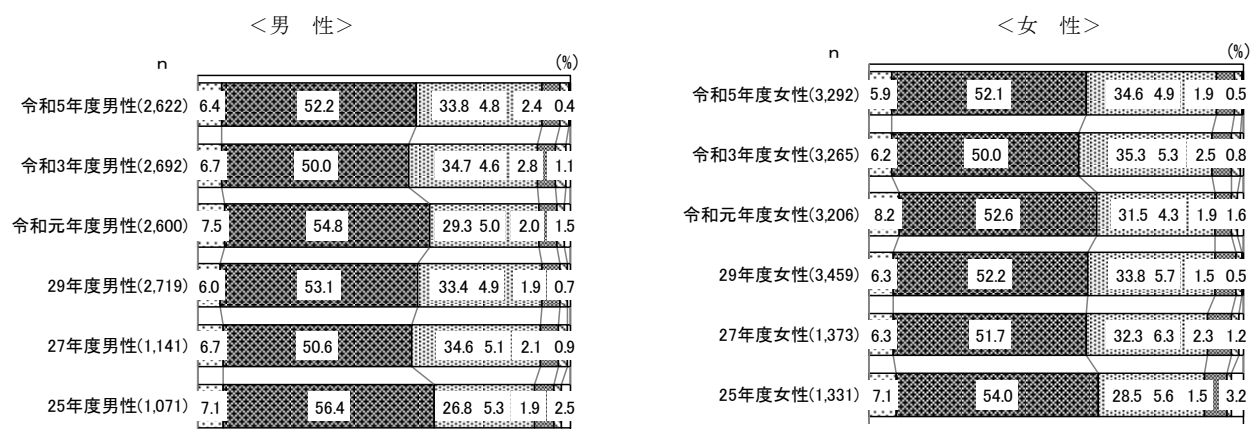 ＜男　性＞
n
(%)
令和5年度男性(2,622) 6.4 52.2 33.8 4.8 2.4 0.4
令和3年度男性(2,692) 6.7 50.0 34.7 4.6 2.8 1.1
令和元年度男性(2,600) 7.5 54.8 29.3 5.0 2.0 1.5
29年度男性(2,719) 6.0 53.1 33.4 4.9 1.9 0.7
27年度男性(1,141) 6.7 50.6 34.6 5.1 2.1 0.9
25年度男性(1,071) 7.1 56.4 26.8 5.3 1.9 2.5
＜女　性＞
n
(%)
令和5年度女性(3,292) 5.9 52.1 34.6 4.9 1.9 0.5
令和3年度女性(3,265) 6.2 50.0 35.3 5.3 2.5 0.8
令和元年度女性(3,206) 8.2 52.6 31.5 4.3 1.9 1.6
29年度女性(3,459) 6.3 52.2 33.8 5.7 1.5 0.5
27年度女性(1,373) 6.3 51.7 32.3 6.3 2.3 1.2
25年度女性(1,331) 7.1 54.0 28.5 5.6 1.5 3.2